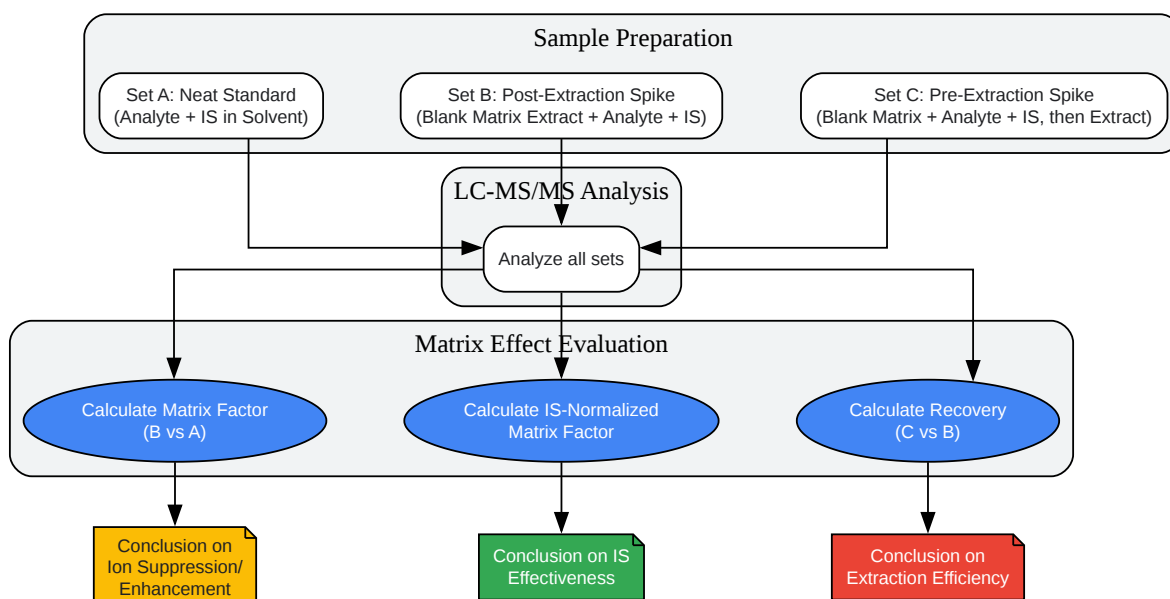 Sample Preparation
Set A: Neat Standard
(Analyte + IS in Solvent)
Set B: Post-Extraction Spike
(Blank Matrix Extract + Analyte + IS)
Set C: Pre-Extraction Spike
(Blank Matrix + Analyte + IS, then Extract)
LC-MS/MS Analysis
Analyze all sets
Matrix Effect Evaluation
Calculate Matrix Factor
(B vs A)
Calculate IS-Normalized
Matrix Factor
Calculate Recovery
(C vs B)
Conclusion on
Ion Suppression/
Enhancement
Conclusion on IS
Effectiveness
Conclusion on
Extraction Efficiency